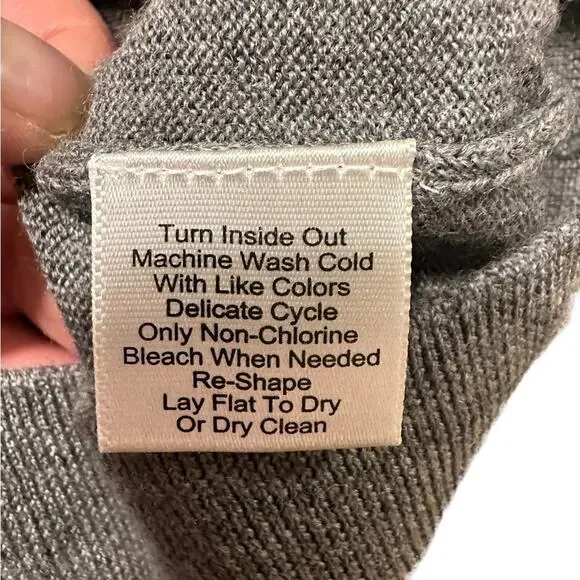 Turn Inside Out
Machine Wash Cold
With Like Colors
Delicate Cycle
Only Non-Chlorine
Bleach When Needed
Re-Shape
Lay Flat To Dry
Or Dry Clean